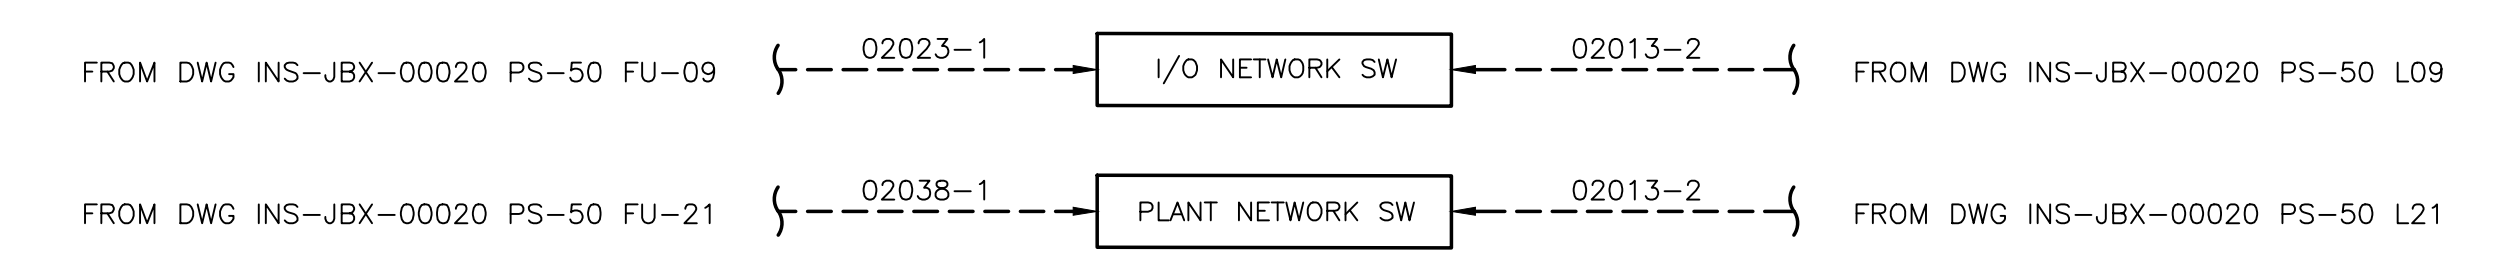 02023-1
02013-2
FROM DWG INS-JBX-00020 PS-50 FU-09
I/O NETWORK SW
FROM DWG INS-JBX-00020 PS-50 L09
02038-1
02013-2
FROM DWG INS-JBX-00020 PS-50 FU-21
PLANT NETWORK SW
FROM DWG INS-JBX-00020 PS-50 L21